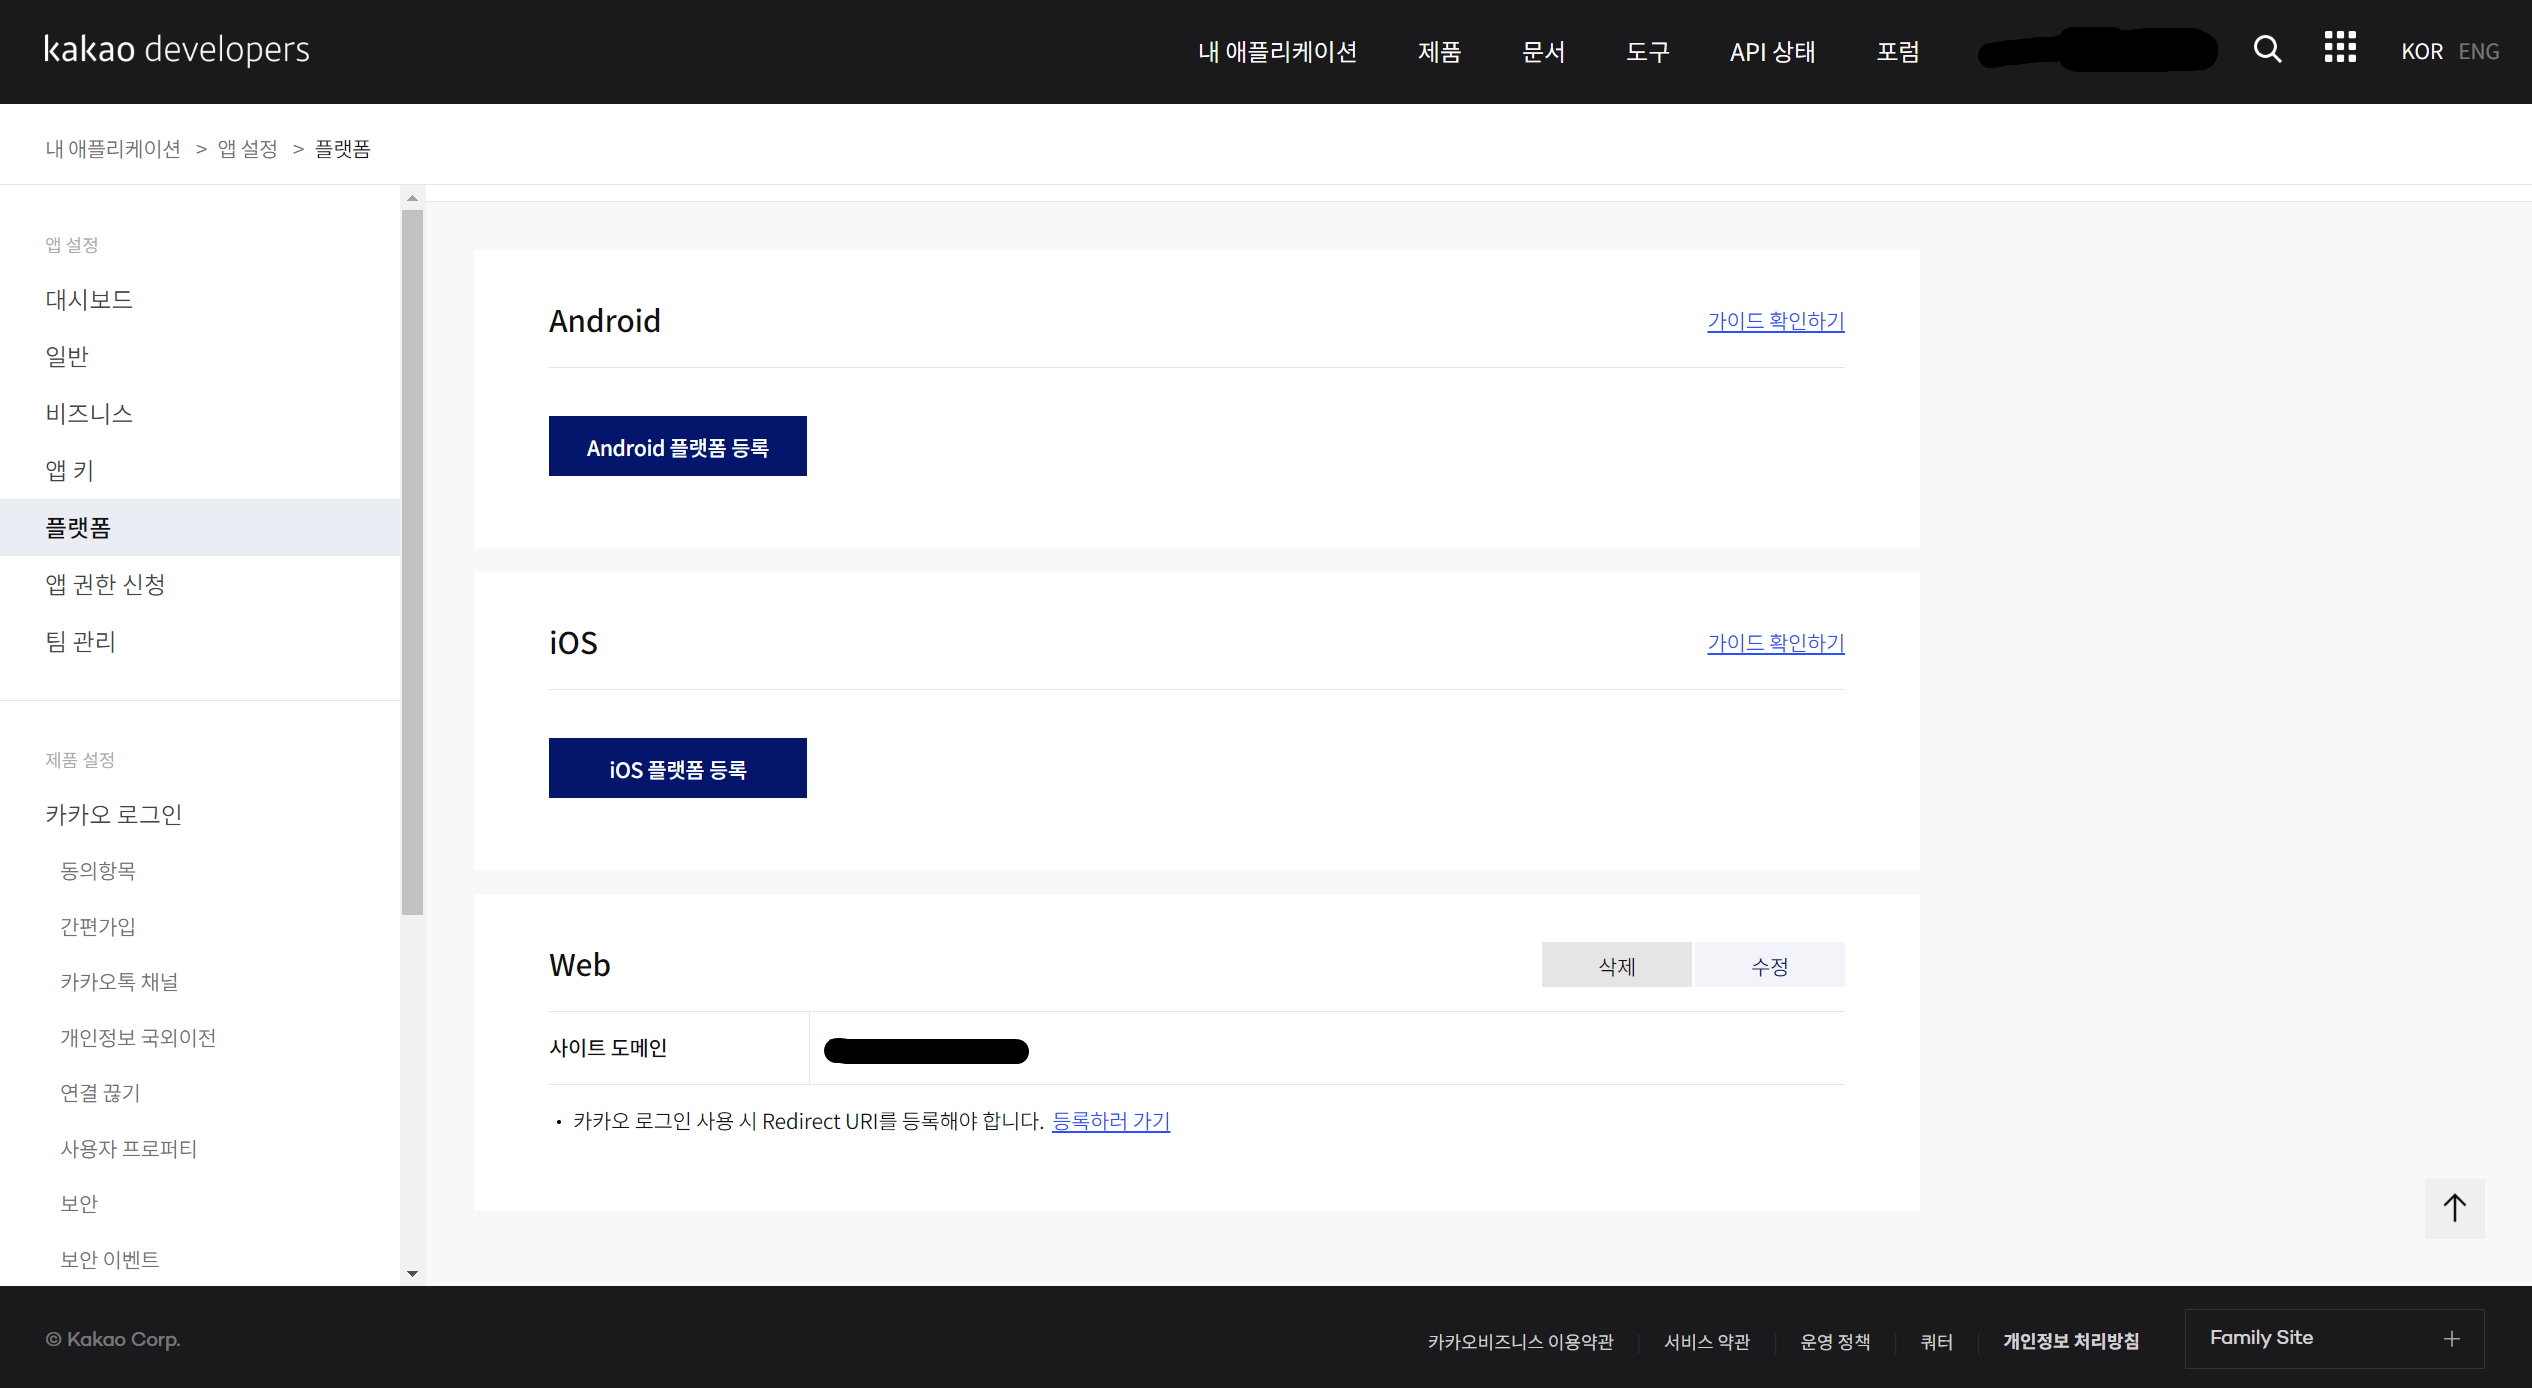 kakao developers
내 애플리케이션 제품 문서 도구 API 상태 포럼 KOR ENG
내 애플리케이션 > 앱 설정 > 플랫폼
앱 설정
대시보드
일반
비즈니스
앱 키
플랫폼
앱 권한 신청
팀 관리
제품 설정
카카오 로그인
동의항목
간편가입
카카오톡 채널
개인정보 국외이전
연결 끊기
사용자 프로퍼티
보안
보안 이벤트
Android 가이드 확인하기
Android 플랫폼 등록
iOS 가이드 확인하기
iOS 플랫폼 등록
Web 삭제 수정
사이트 도메인
• 카카오 로그인 사용 시 Redirect URI를 등록해야 합니다. 등록하러 가기
© Kakao Corp. 카카오비즈니스 이용약관 서비스 약관 운영 정책 쿼터 개인정보 처리방침 Family Site